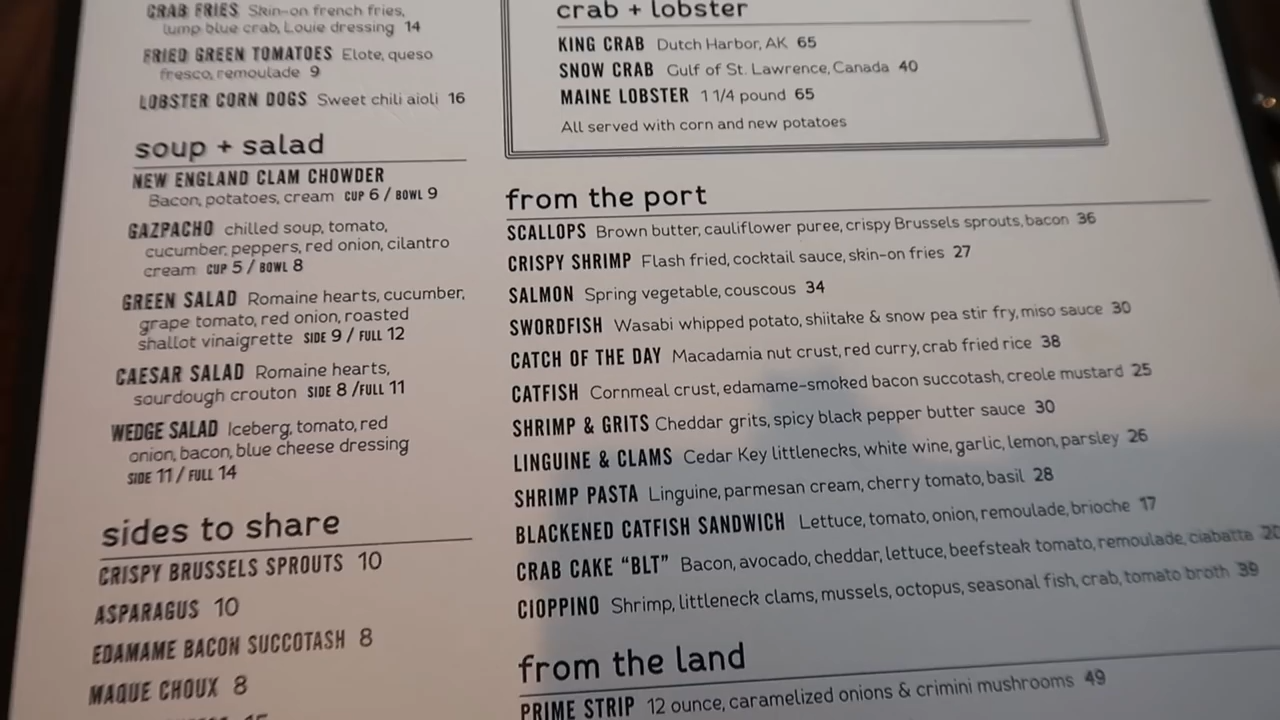 CRAB FRIES Skin-on french fries,
lump blue crab, Louie dressing 14
FRIED GREEN TOMATOES Elote, queso
fresco, remoulade 9
LOBSTER CORN DOGS Sweet chili aioli 16
soup + salad
NEW ENGLAND CLAM CHOWDER
Bacon, potatoes, cream CUP 6 / BOWL 9
GAZPACHO chilled soup, tomato,
cucumber, peppers, red onion, cilantro
cream CUP 5 / BOWL 8
GREEN SALAD Romaine hearts, cucumber,
grape tomato, red onion, roasted
shallot vinaigrette SIDE 9 / FULL 12
CAESAR SALAD Romaine hearts,
sourdough crouton SIDE 8 /FULL 11
WEDGE SALAD Iceberg, tomato, red
onion, bacon, blue cheese dressing
SIDE 11 / FULL 14
sides to share
CRISPY BRUSSELS SPROUTS 10
ASPARAGUS 10
EDAMAME BACON SUCCOTASH 8
MAQUE CHOUX 8
crab + lobster
KING CRAB Dutch Harbor, AK 65
SNOW CRAB Gulf of St. Lawrence, Canada 40
MAINE LOBSTER 1 1/4 pound 65
All served with corn and new potatoes
from the port
SCALLOPS Brown butter, cauliflower puree, crispy Brussels sprouts, bacon 36
CRISPY SHRIMP Flash fried, cocktail sauce, skin-on fries 27
SALMON Spring vegetable, couscous 34
SWORDFISH Wasabi whipped potato, shiitake & snow pea stir fry, miso sauce 30
CATCH OF THE DAY Macadamia nut crust, red curry, crab fried rice 38
CATFISH Cornmeal crust, edamame-smoked bacon succotash, creole mustard 25
SHRIMP & GRITS Cheddar grits, spicy black pepper butter sauce 30
LINGUINE & CLAMS Cedar Key littlenecks, white wine, garlic, lemon, parsley 26
SHRIMP PASTA Linguine, parmesan cream, cherry tomato, basil 28
BLACKENED CATFISH SANDWICH Lettuce, tomato, onion, remoulade, brioche 17
CRAB CAKE “BLT” Bacon, avocado, cheddar, lettuce, beefsteak tomato, remoulade, ciabatta
CIOPPINO Shrimp, littleneck clams, mussels, octopus, seasonal fish, crab, tomato broth 39
from the land
PRIME STRIP 12 ounce, caramelized onions & crimini mushrooms 49